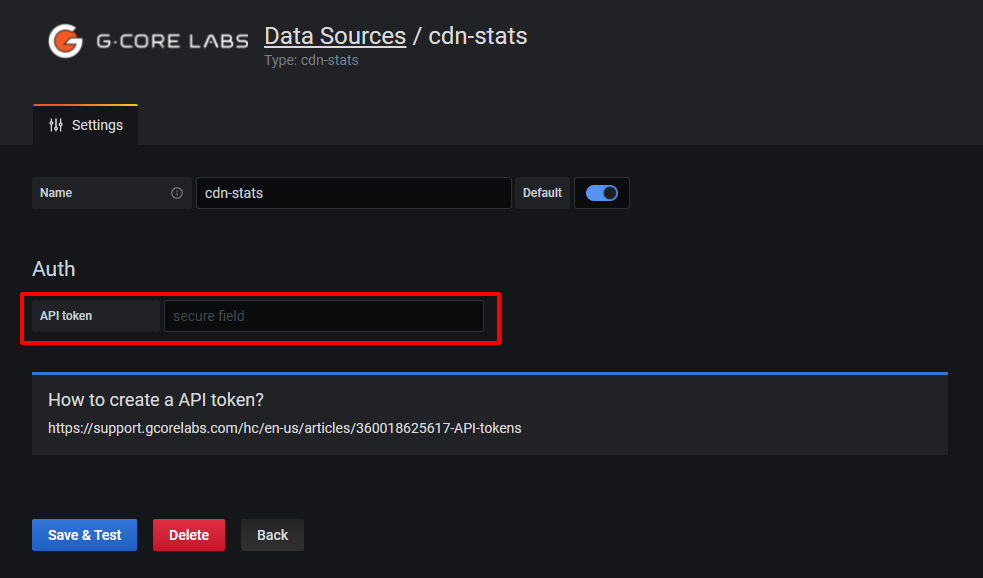 G-CORE LABS
Data Sources / cdn-stats
Type: cdn-stats
Settings
Name
cdn-stats
Default
Auth
API token
secure field
How to create a API token?
https://support.gcorelabs.com/hc/en-us/articles/360018625617-API-tokens
Save & Test
Delete
Back